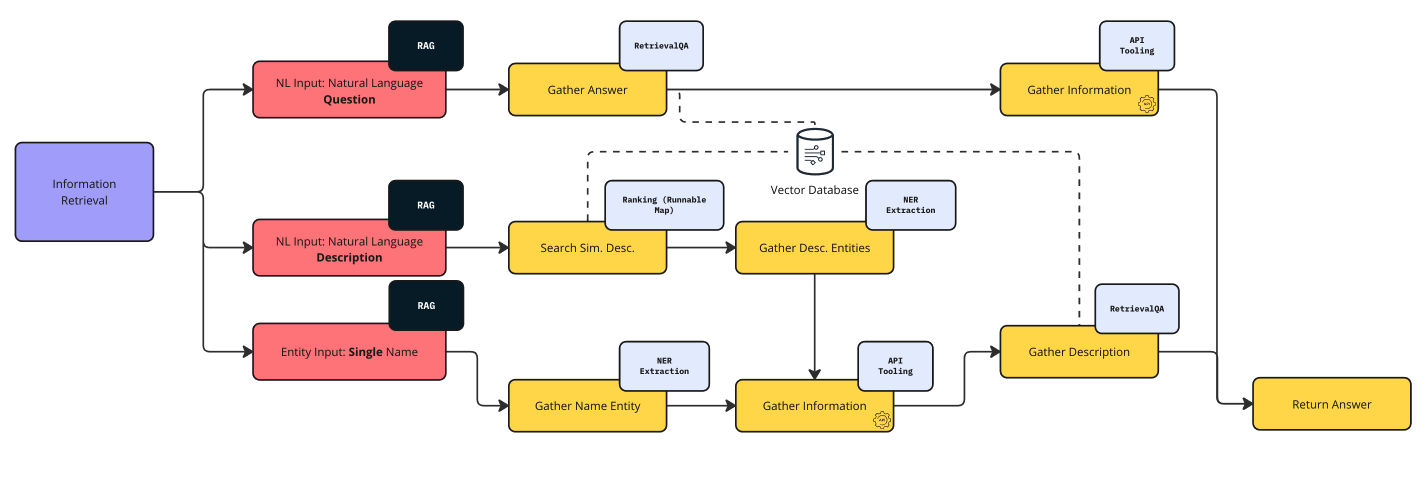 RAG
NL Input: Natural Language
Question
RetrievalQA
Gather Answer
API
Tooling
Gather Information
API
Information
Retrieval
Vector Database
RAG
NL Input: Natural Language
Description
Ranking (Runnable
Map)
Search Sim. Desc.
NER
Extraction
Gather Desc. Entities
RAG
Entity Input: Single Name
NER
Extraction
Gather Name Entity
API
Tooling
Gather Information
API
RetrievalQA
Gather Description
Return Answer